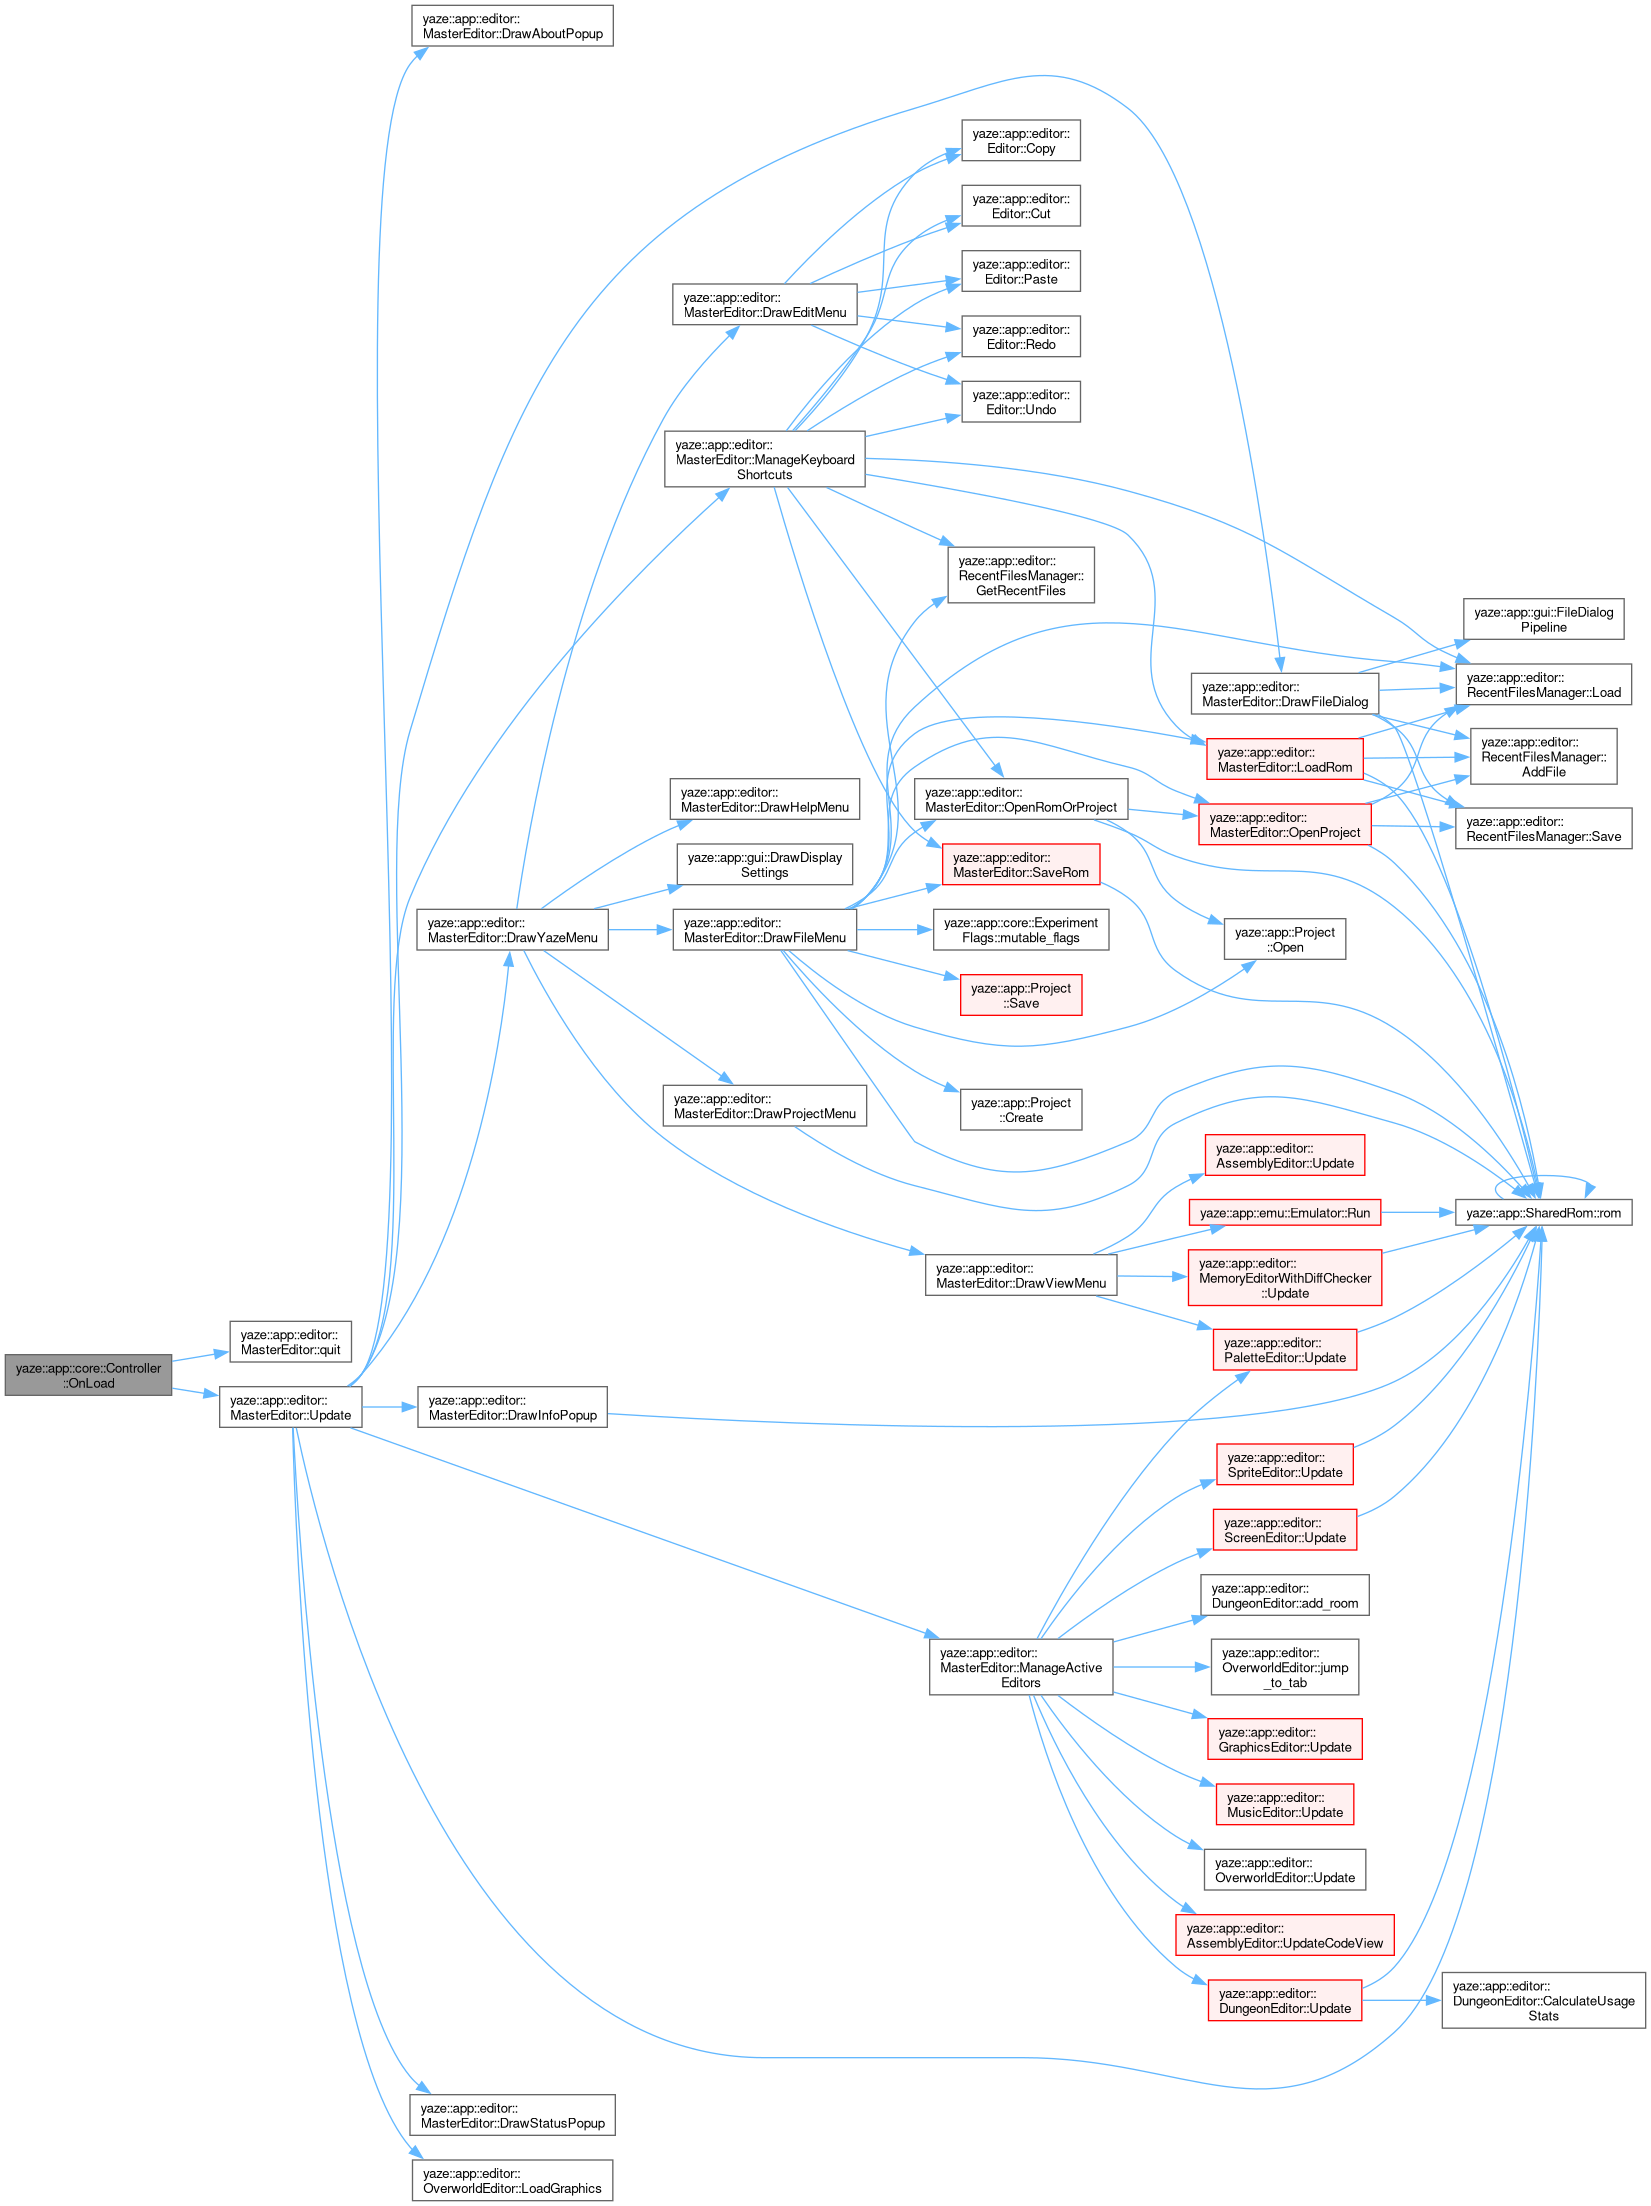 yaze::app::editor::
MasterEditor::DrawAboutPopup
yaze::app::editor::
Editor::Copy
yaze::app::editor::
Editor::Cut
yaze::app::editor::
Editor::Paste
yaze::app::editor::
MasterEditor::DrawEditMenu
yaze::app::editor::
Editor::Redo
yaze::app::editor::
Editor::Undo
yaze::app::editor::
MasterEditor::ManageKeyboard
Shortcuts
yaze::app::editor::
RecentFilesManager::
GetRecentFiles
yaze::app::gui::FileDialog
Pipeline
yaze::app::editor::
MasterEditor::DrawFileDialog
yaze::app::editor::
RecentFilesManager::Load
yaze::app::editor::
MasterEditor::LoadRom
yaze::app::editor::
RecentFilesManager::
AddFile
yaze::app::editor::
MasterEditor::DrawHelpMenu
yaze::app::editor::
MasterEditor::OpenRomOrProject
yaze::app::editor::
MasterEditor::OpenProject
yaze::app::editor::
RecentFilesManager::Save
yaze::app::gui::DrawDisplay
Settings
yaze::app::editor::
MasterEditor::SaveRom
yaze::app::editor::
MasterEditor::DrawYazeMenu
yaze::app::editor::
MasterEditor::DrawFileMenu
yaze::app::core::Experiment
Flags::mutable_flags
yaze::app::Project
::Open
yaze::app::Project
::Save
yaze::app::editor::
MasterEditor::DrawProjectMenu
yaze::app::Project
::Create
yaze::app::editor::
AssemblyEditor::Update
yaze::app::emu::Emulator::Run
yaze::app::SharedRom::rom
yaze::app::editor::
MasterEditor::DrawViewMenu
yaze::app::editor::
MemoryEditorWithDiffChecker
::Update
yaze::app::editor::
MasterEditor::quit
yaze::app::editor::
PaletteEditor::Update
yaze::app::core::Controller
::OnLoad
yaze::app::editor::
MasterEditor::Update
yaze::app::editor::
MasterEditor::DrawInfoPopup
yaze::app::editor::
SpriteEditor::Update
yaze::app::editor::
ScreenEditor::Update
yaze::app::editor::
DungeonEditor::add_room
yaze::app::editor::
MasterEditor::ManageActive
Editors
yaze::app::editor::
OverworldEditor::jump
_to_tab
yaze::app::editor::
GraphicsEditor::Update
yaze::app::editor::
MusicEditor::Update
yaze::app::editor::
OverworldEditor::Update
yaze::app::editor::
AssemblyEditor::UpdateCodeView
yaze::app::editor::
DungeonEditor::Update
yaze::app::editor::
DungeonEditor::CalculateUsage
Stats
yaze::app::editor::
MasterEditor::DrawStatusPopup
yaze::app::editor::
OverworldEditor::LoadGraphics